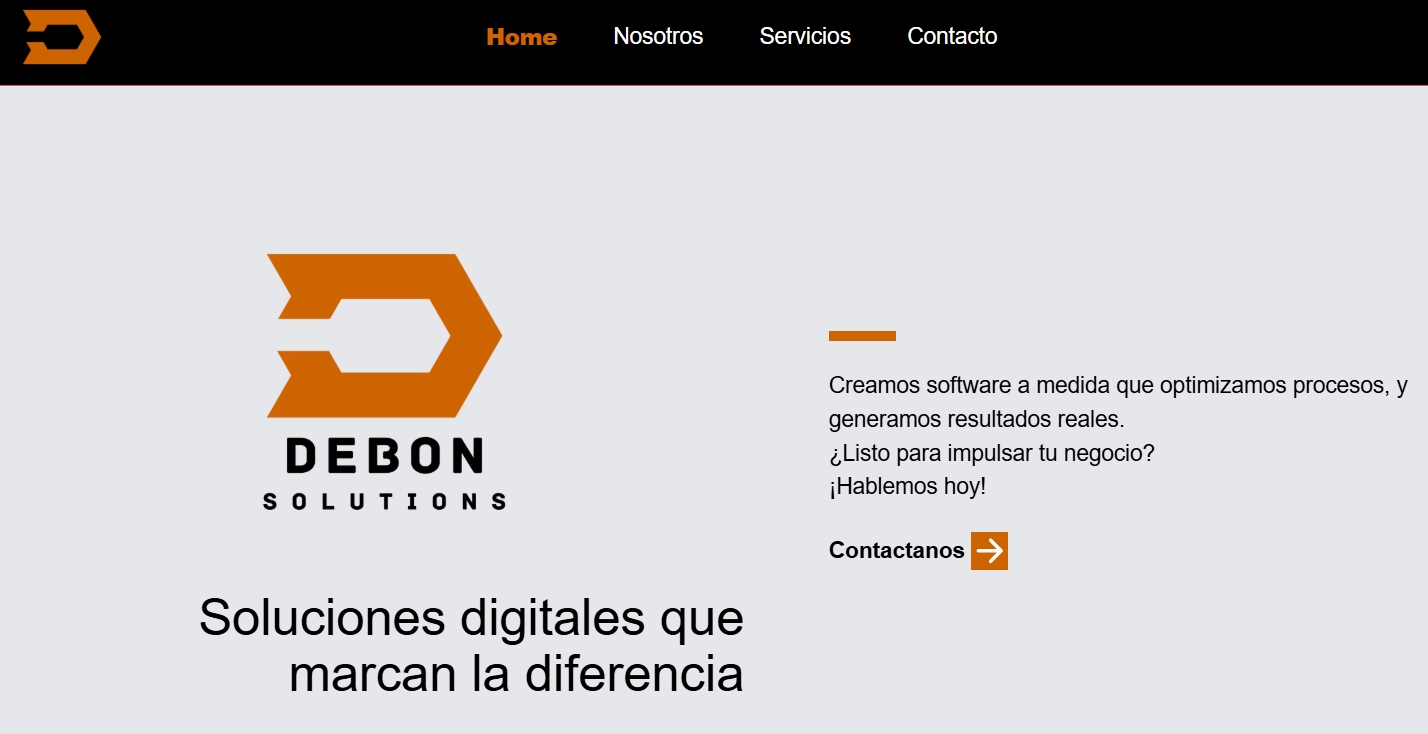 Home Nosotros Servicios Contacto
DEBON
SOLUTIONS
Soluciones digitales que
marcan la diferencia
Creamos software a medida que optimizamos procesos, y
generamos resultados reales.
¿Listo para impulsar tu negocio?
¡Hablemos hoy!
Contactanos